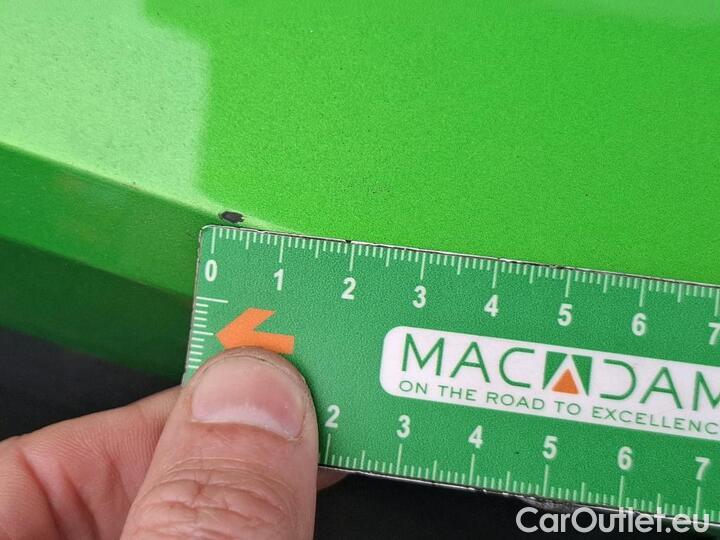 0 1 2 3 4 5 6 7
MACADAM
ON THE ROAD TO EXCELLENC
2 3 4 5 6 7
CarOutlet.eu